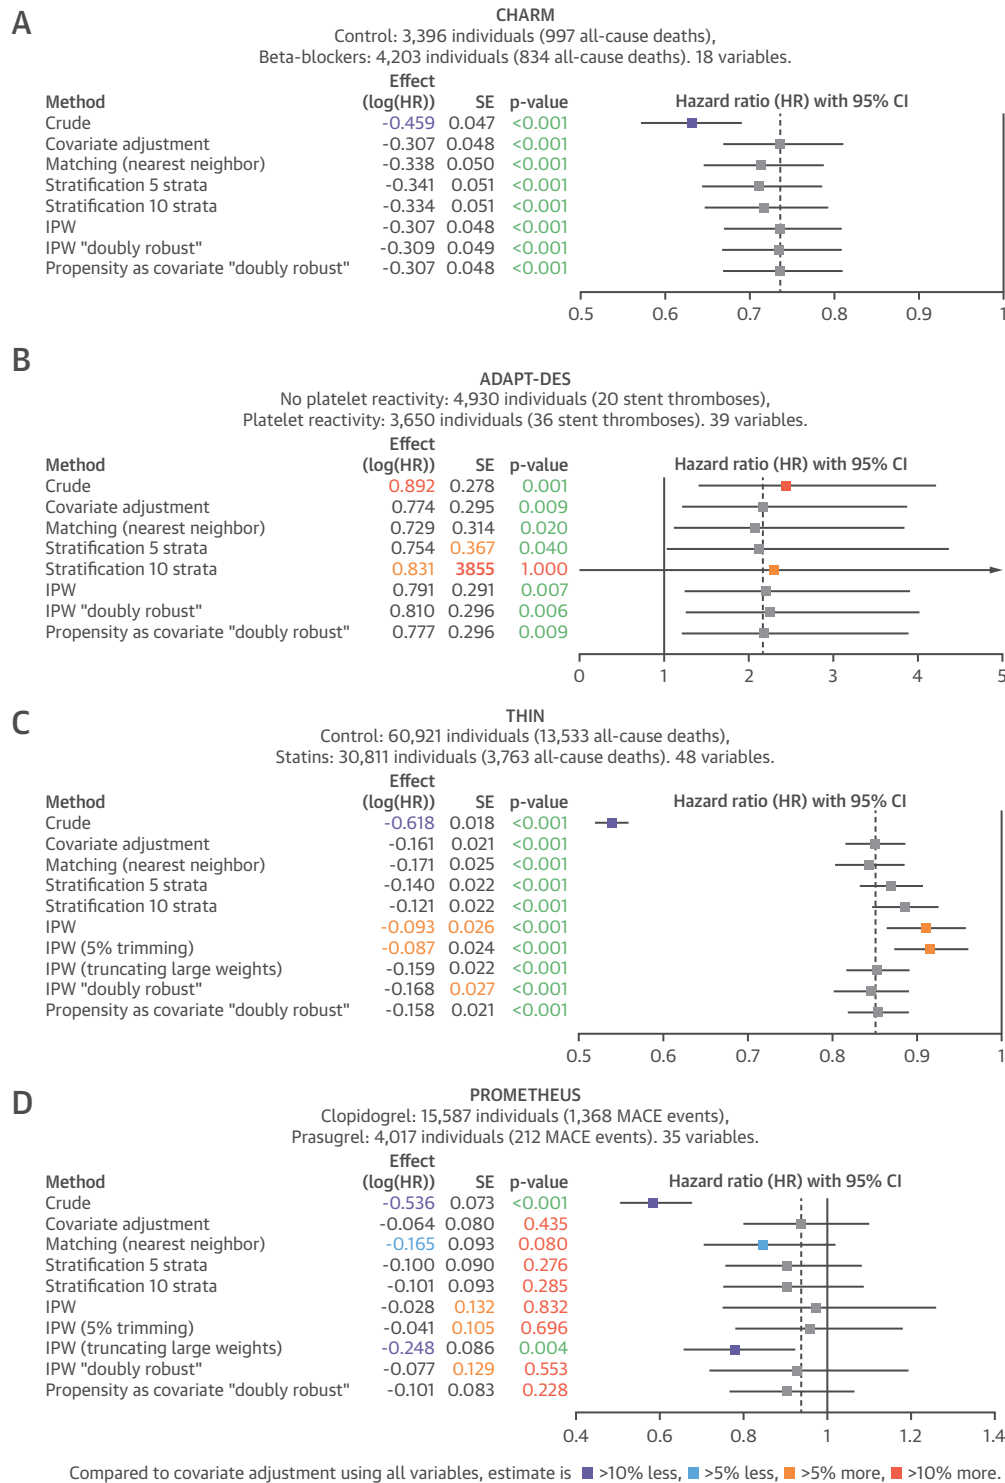 A
CHARM
Control: 3,396 individuals (997 all-cause deaths),
Beta-blockers: 4,203 individuals (834 all-cause deaths). 18 variables.
Effect
Method (log(HR)) SE p-value Hazard ratio (HR) with 95% CI
Crude -0.459 0.047 <0.001
Covariate adjustment -0.307 0.048 <0.001
Matching (nearest neighbor) -0.338 0.050 <0.001
Stratification 5 strata -0.341 0.051 <0.001
Stratification 10 strata -0.334 0.051 <0.001
IPW -0.307 0.048 <0.001
IPW "doubly robust" -0.309 0.049 <0.001
Propensity as covariate "doubly robust" -0.307 0.048 <0.001
0.5 0.6 0.7 0.8 0.9 1
B
ADAPT-DES
No platelet reactivity: 4,930 individuals (20 stent thromboses),
Platelet reactivity: 3,650 individuals (36 stent thromboses). 39 variables.
Effect
Method (log(HR)) SE p-value Hazard ratio (HR) with 95% CI
Crude 0.892 0.278 0.001
Covariate adjustment 0.774 0.295 0.009
Matching (nearest neighbor) 0.729 0.314 0.020
Stratification 5 strata 0.754 0.367 0.040
Stratification 10 strata 0.831 3855 1.000
IPW 0.791 0.291 0.007
IPW "doubly robust" 0.810 0.296 0.006
Propensity as covariate "doubly robust" 0.777 0.296 0.009
0 1 2 3 4 5
C
THIN
Control: 60,921 individuals (13,533 all-cause deaths),
Statins: 30,811 individuals (3,763 all-cause deaths). 48 variables.
Effect
Method (log(HR)) SE p-value Hazard ratio (HR) with 95% CI
Crude -0.618 0.018 <0.001
Covariate adjustment -0.161 0.021 <0.001
Matching (nearest neighbor) -0.171 0.025 <0.001
Stratification 5 strata -0.140 0.022 <0.001
Stratification 10 strata -0.121 0.022 <0.001
IPW -0.093 0.026 <0.001
IPW (5% trimming) -0.087 0.024 <0.001
IPW (truncating large weights) -0.159 0.022 <0.001
IPW "doubly robust" -0.168 0.027 <0.001
Propensity as covariate "doubly robust" -0.158 0.021 <0.001
0.5 0.6 0.7 0.8 0.9 1
D
PROMETHEUS
Clopidogrel: 15,587 individuals (1,368 MACE events),
Prasugrel: 4,017 individuals (212 MACE events). 35 variables.
Effect
Method (log(HR)) SE p-value Hazard ratio (HR) with 95% CI
Crude -0.536 0.073 <0.001
Covariate adjustment -0.064 0.080 0.435
Matching (nearest neighbor) -0.165 0.093 0.080
Stratification 5 strata -0.100 0.090 0.276
Stratification 10 strata -0.101 0.093 0.285
IPW -0.028 0.132 0.832
IPW (5% trimming) -0.041 0.105 0.696
IPW (truncating large weights) -0.248 0.086 0.004
IPW "doubly robust" -0.077 0.129 0.553
Propensity as covariate "doubly robust" -0.101 0.083 0.228
0.4 0.6 0.8 1 1.2 1.4
Compared to covariate adjustment using all variables, estimate is >10% less, >5% less, >5% more, >10% more.